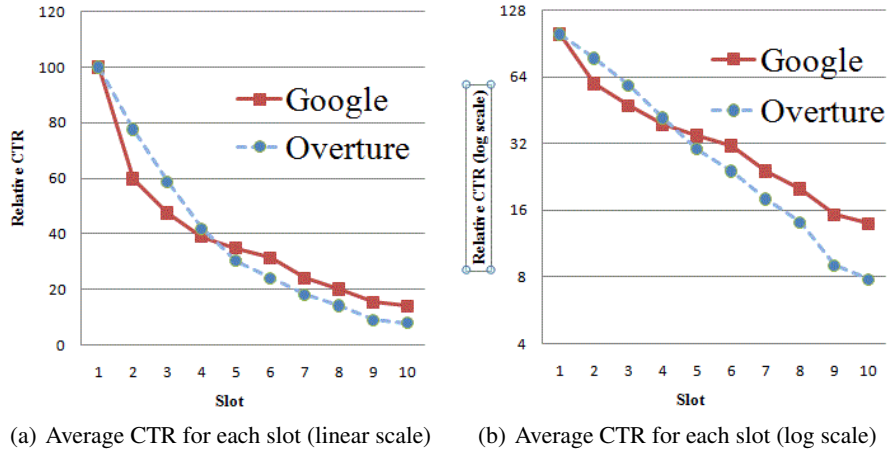 120
100
80
60
40
20
0
Relativ e CTR
Google
Overture
1 2 3 4 5 6 7 8 9 10
Slot
(a) Average CTR for each slot (linear scale)
128
64
32
16
8
4
Relativ e CTR (log scale)
Google
Overture
1 2 3 4 5 6 7 8 9 10
Slot
(b) Average CTR for each slot (log scale)